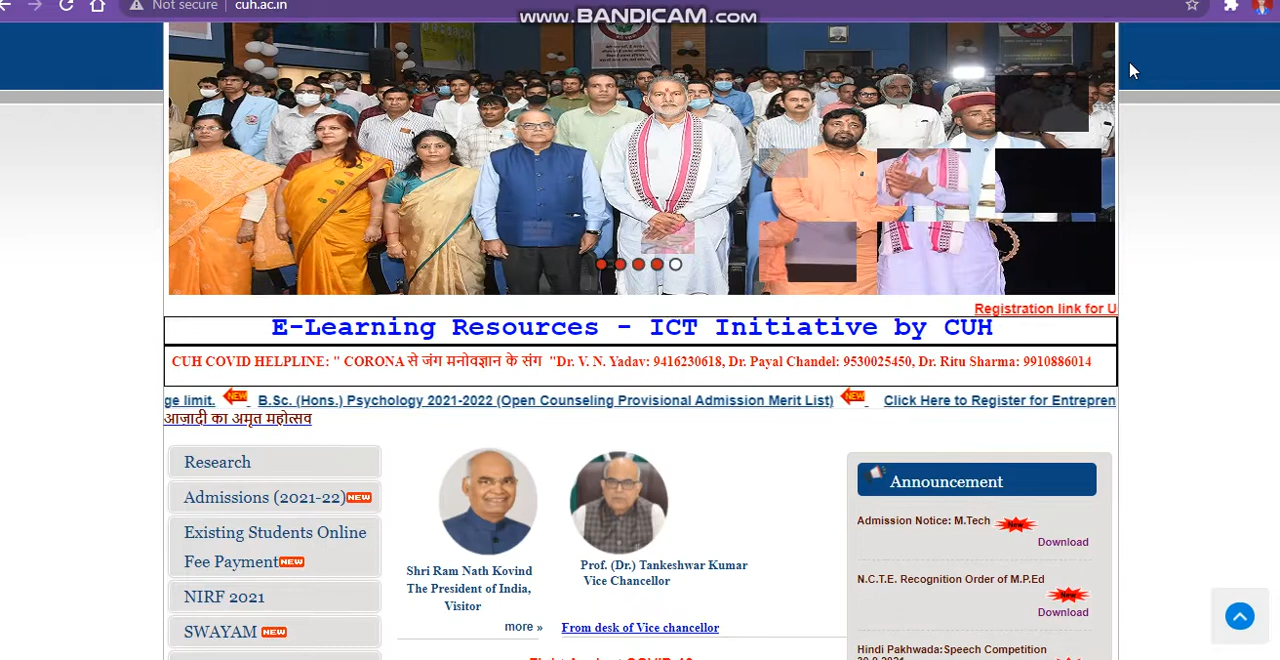 Not secure
cuh.ac.in
www.BANDICAM.com
Registration link for U
E-Learning Resources - ICT Initiative by CUH
CUH COVID HELPLINE: " CORONA से जंग मनोवज्ञान के संग "Dr. V. N. Yadav: 9416230618, Dr. Payal Chandel: 9530025450, Dr. Ritu Sharma: 9910886014
ge limit. NEW B.Sc. (Hons.) Psychology 2021-2022 (Open Counseling Provisional Admission Merit List) NEW Click Here to Register for Entrepren
आज़ादी का अमृत महोत्सव
Research
Admissions (2021-22) NEW
Existing Students Online
Fee Payment NEW
NIRF 2021
SWAYAM NEW
Shri Ram Nath Kovind
The President of India,
Visitor
more »
Prof. (Dr.) Tankeshwar Kumar
Vice Chancellor
From desk of Vice chancellor
Announcement
Admission Notice: M.Tech New
Download
N.C.T.E. Recognition Order of M.P.Ed
New
Download
Hindi Pakhwada:Speech Competition